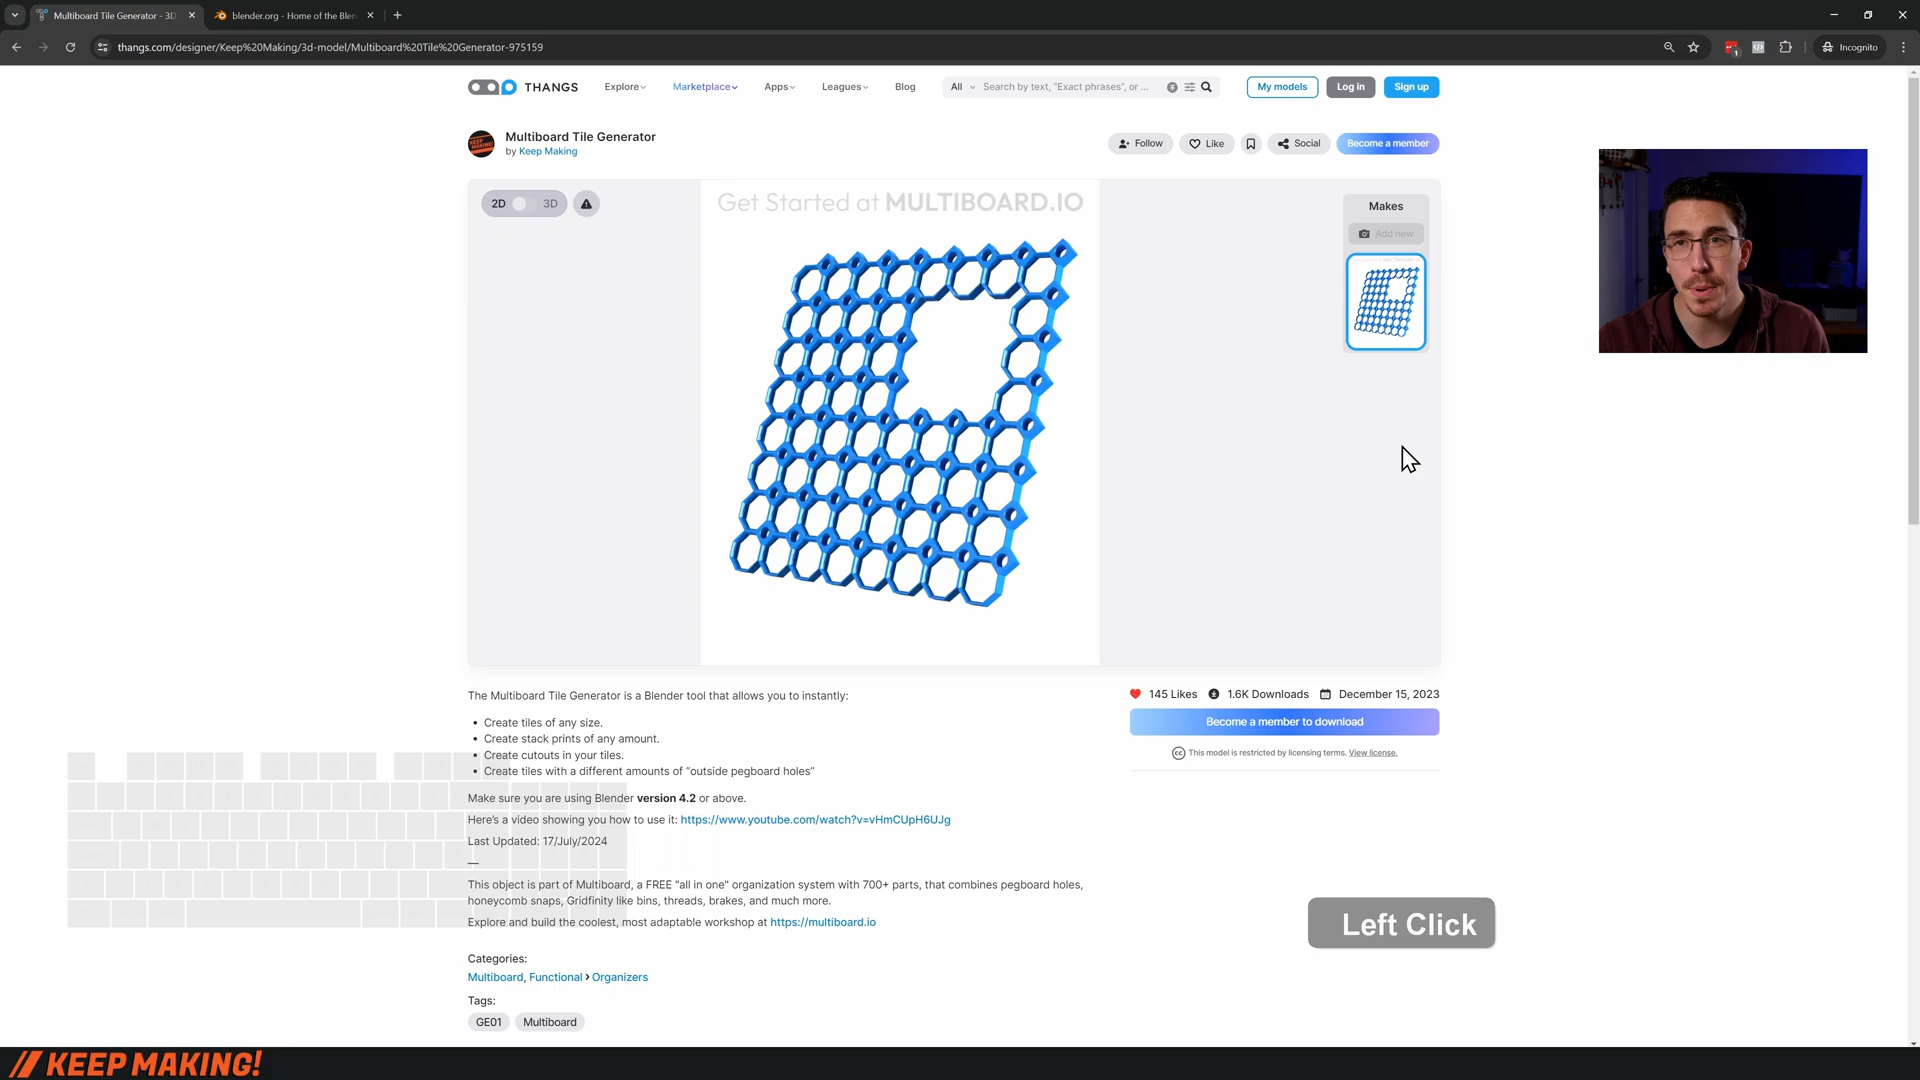 Multiboard Tile Generator - 3D
blender.org - Home of the Blen
thangs.com/designer/Keep%20Making/3d-model/Multiboard%20Tile%20Generator-975159
1
Incognito
THANGS
Explore
Marketplace
Apps
Leagues
Blog
All
Search by text, "Exact phrases", or ...
My models
Log in
Sign up
Multiboard Tile Generator
by Keep Making
Follow
Like
Social
Become a member
KEEP MAKING!
2D
3D
Get Started at MULTIBOARD.IO
Makes
Add new
The Multiboard Tile Generator is a Blender tool that allows you to instantly:
• Create tiles of any size.
• Create stack prints of any amount.
• Create cutouts in your tiles.
• Create tiles with a different amounts of “outside pegboard holes”
Make sure you are using Blender version 4.2 or above.
Here's a video showing you how to use it: https://www.youtube.com/watch?v=vHmCUpH6UJg
Last Updated: 17/July/2024
—
This object is part of Multiboard, a FREE "all in one" organization system with 700+ parts, that combines pegboard holes,
honeycomb snaps, Gridfinity like bins, threads, brakes, and much more.
Explore and build the coolest, most adaptable workshop at https://multiboard.io
Categories:
Multiboard, Functional › Organizers
Tags:
GE01
Multiboard
145 Likes
1.6K Downloads
December 15, 2023
Become a member to download
cc This model is restricted by licensing terms. View license.
Left Click
// KEEP MAKING!